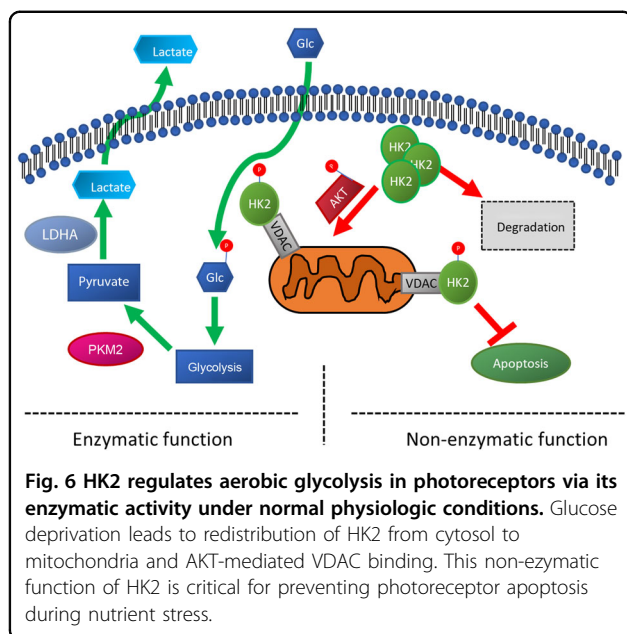 Lactate
Glc
Lactate
LDHA
Pyruvate
PKM2
Glycolysis
P
Glc
P
HK2
VDAC
P
AKT
HK2
HK2
HK2
Degradation
P
VDAC
HK2
Apoptosis
Enzymatic function
Non-enzymatic function
Fig. 6 HK2 regulates aerobic glycolysis in photoreceptors via its
enzymatic activity under normal physiologic conditions. Glucose
deprivation leads to redistribution of HK2 from cytosol to
mitochondria and AKT-mediated VDAC binding. This non-ezymatic
function of HK2 is critical for preventing photoreceptor apoptosis
during nutrient stress.